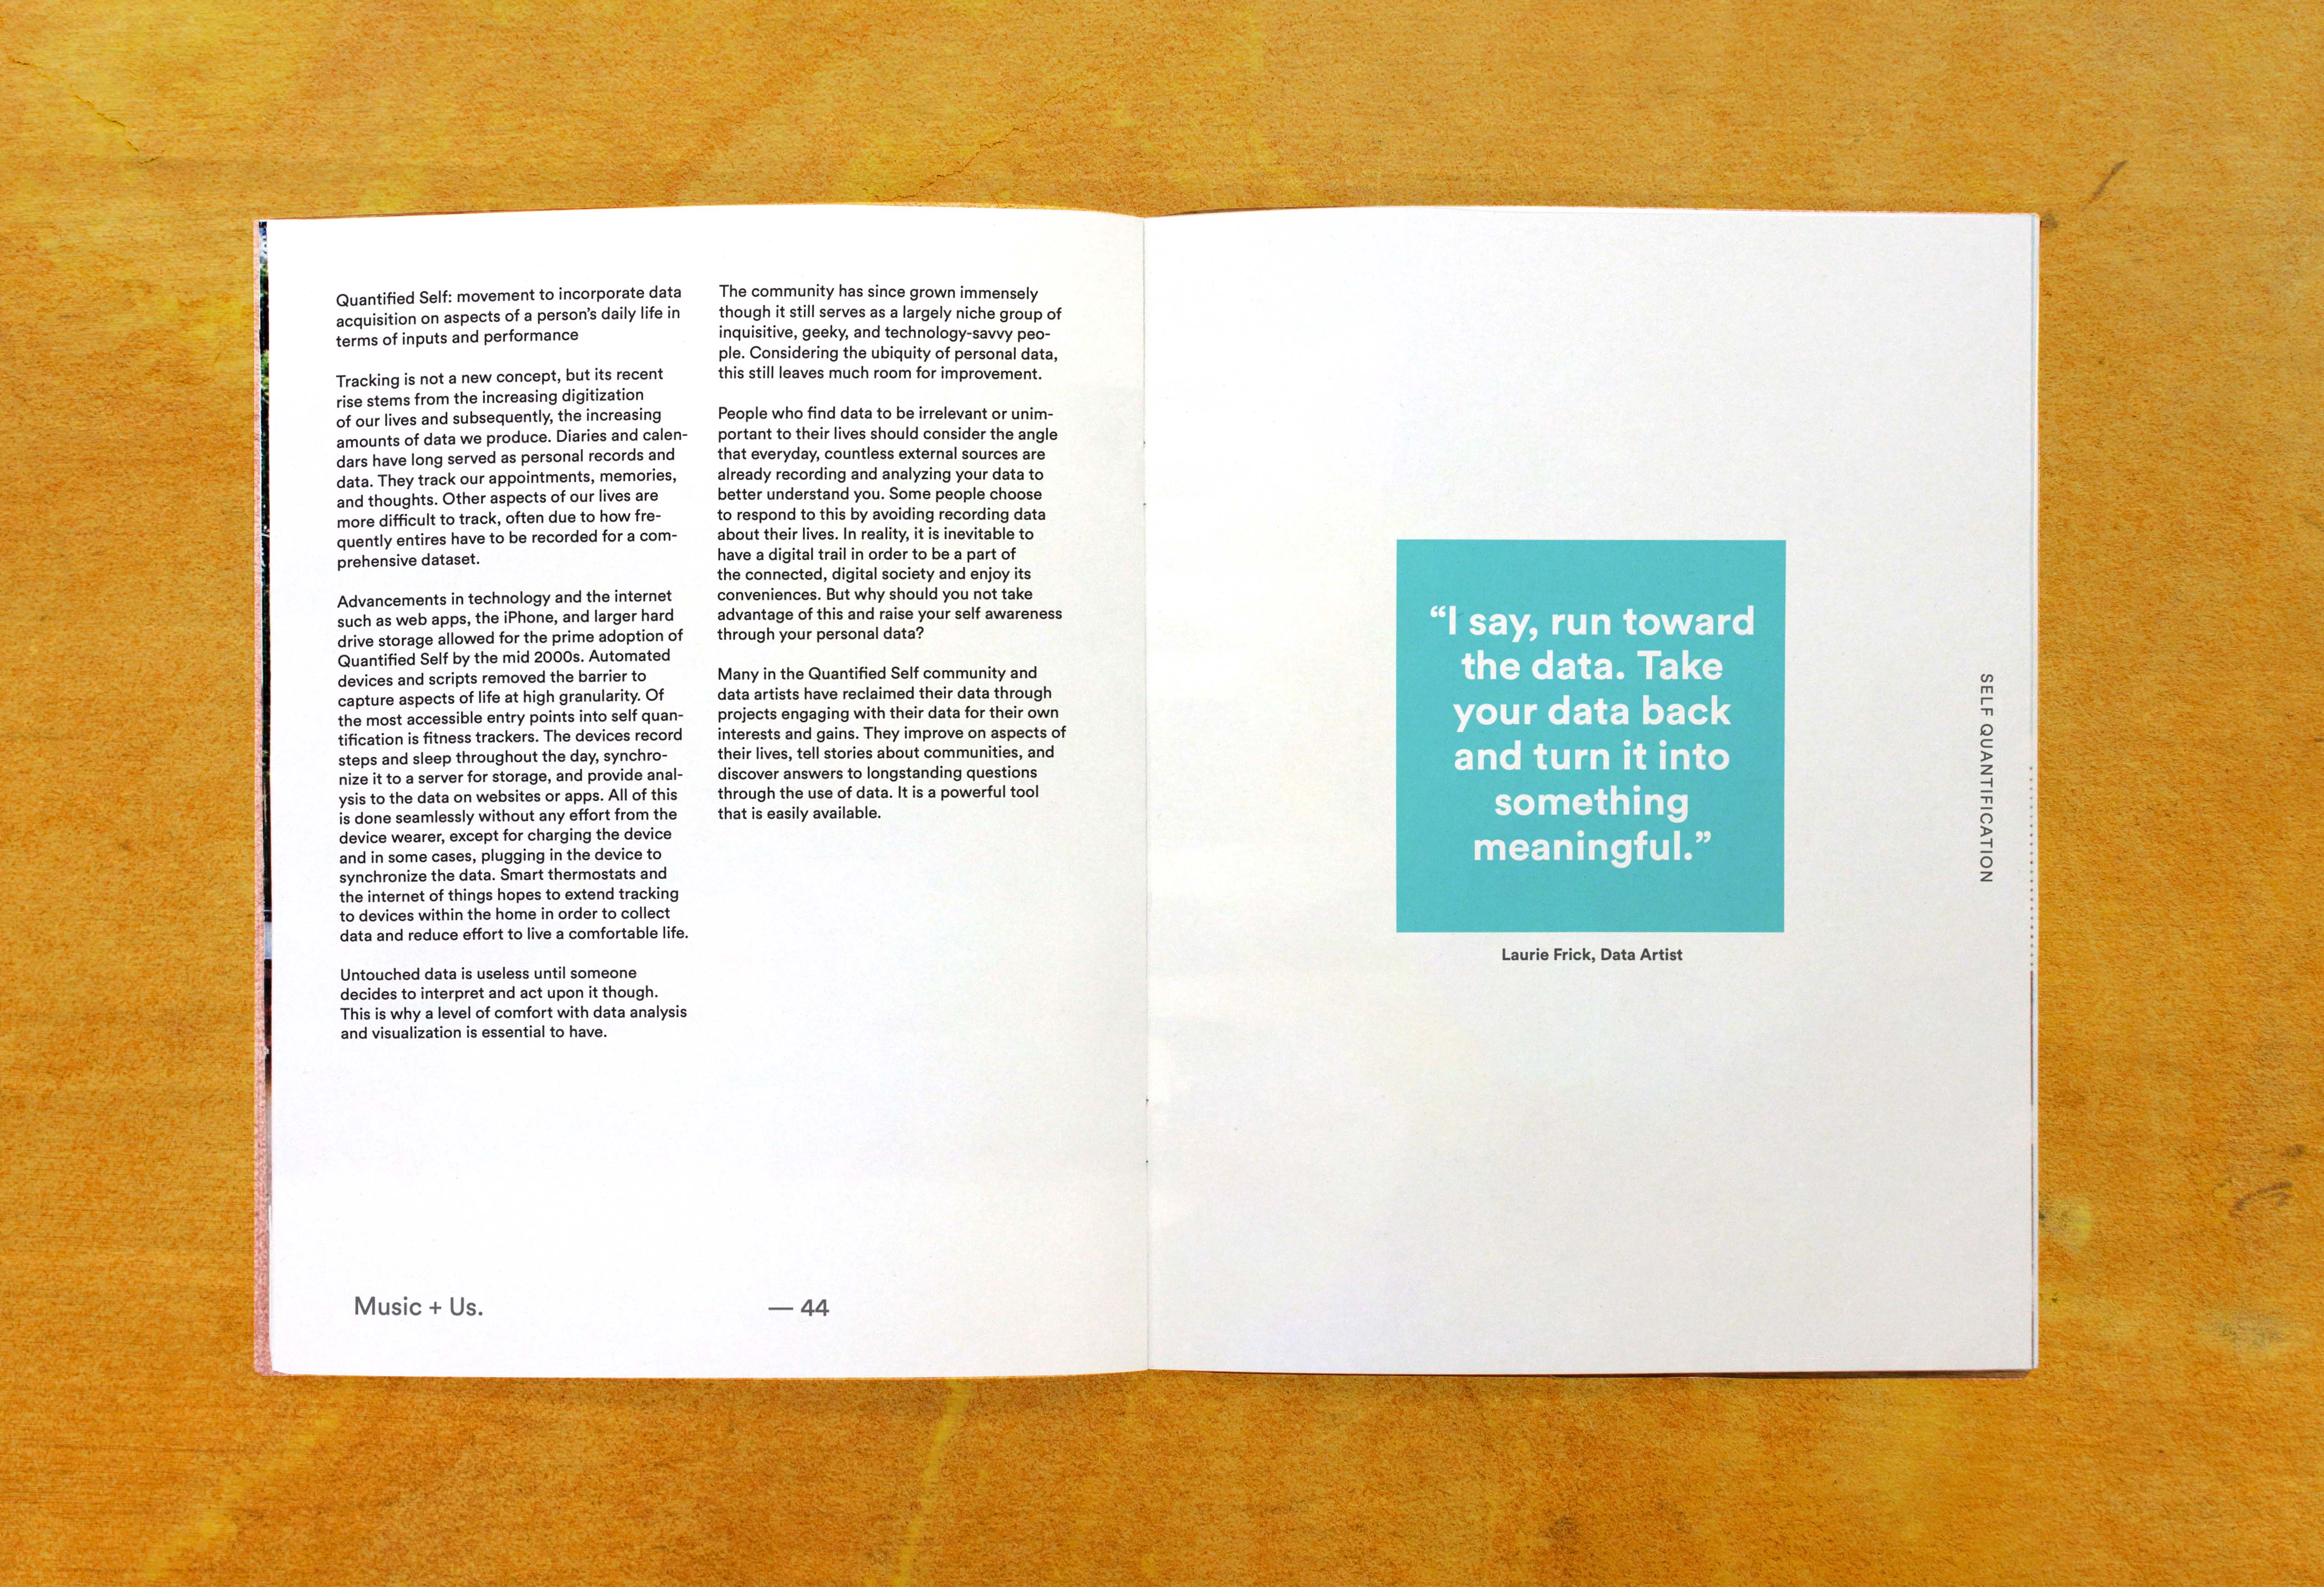 Quantified Self: movement to incorporate data
acquisition on aspects of a person's daily life in
terms of inputs and performance
Tracking is not a new concept, but its recent
rise stems from the increasing digitization
of our lives and subsequently, the increasing
amounts of data we produce. Diaries and calen-
dars have long served as personal records and
data. They track our appointments, memories,
and thoughts. Other aspects of our lives are
more difficult to track, often due to how fre-
quently entires have to be recorded for a com-
prehensive dataset.
Advancements in technology and the internet
such as web apps, the iPhone, and larger hard
drive storage allowed for the prime adoption of
Quantified Self by the mid 2000s. Automated
devices and scripts removed the barrier to
capture aspects of life at high granularity. Of
the most accessible entry points into self quan-
tification is fitness trackers. The devices record
steps and sleep throughout the day, synchro-
nize it to a server for storage, and provide anal-
ysis to the data on websites or apps. All of this
is done seamlessly without any effort from the
device wearer, except for charging the device
and in some cases, plugging in the device to
synchronize the data. Smart thermostats and
the internet of things hopes to extend tracking
to devices within the home in order to collect
data and reduce effort to live a comfortable life.
Untouched data is useless until someone
decides to interpret and act upon it though.
This is why a level of comfort with data analysis
and visualization is essential to have.
The community has since grown immensely
though it still serves as a largely niche group of
inquisitive, geeky, and technology-savvy peo-
ple. Considering the ubiquity of personal data,
this still leaves much room for improvement.
People who find data to be irrelevant or unim-
portant to their lives should consider the angle
that everyday, countless external sources are
already recording and analyzing your data to
better understand you. Some people choose
to respond to this by avoiding recording data
about their lives. In reality, it is inevitable to
have a digital trail in order to be a part of
the connected, digital society and enjoy its
conveniences. But why should you not take
advantage of this and raise your self awareness
through your personal data?
Many in the Quantified Self community and
data artists have reclaimed their data through
projects engaging with their data for their own
interests and gains. They improve on aspects of
their lives, tell stories about communities, and
discover answers to longstanding questions
through the use of data. It is a powerful tool
that is easily available.
Music + Us.
— 44
“I say, run toward
the data. Take
your data back
and turn it into
something
meaningful.”
Laurie Frick, Data Artist
SELF QUANTIFICATION